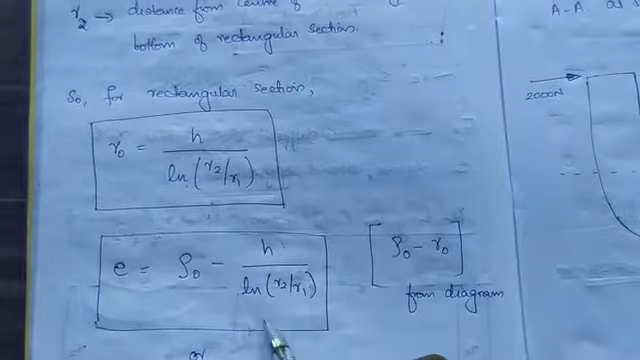 r₂ → distance from centre of
bottom of rectangular section.
So, for rectangular section,
r₀ = h / ln (r₂/r₁)
e = ρ₀ - h / ln (r₂/r₁)
[ρ₀ - r₀]
from diagram
or
A-A
2000N